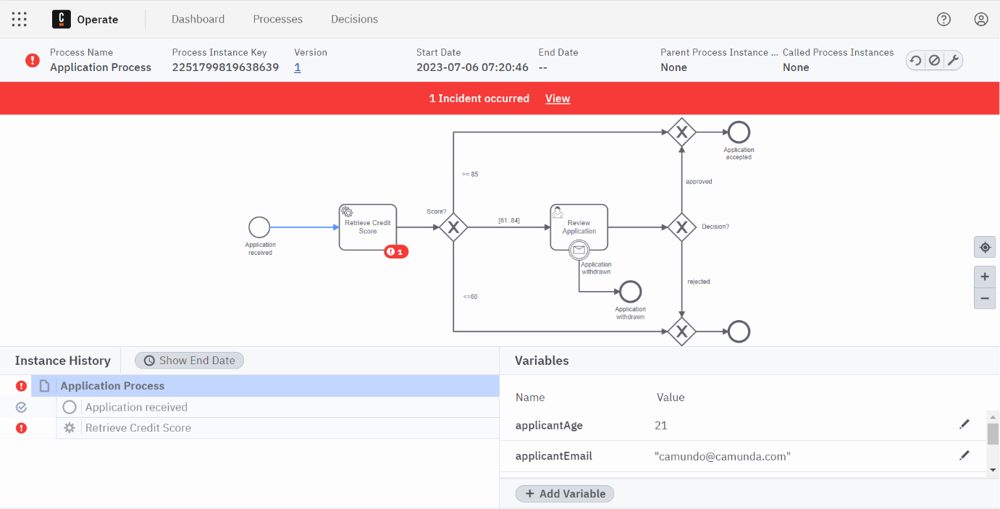 Operate
Dashboard
Processes
Decisions
Process Name
Application Process
Process Instance Key
2251799819638639
Version
1
Start Date
2023-07-06 07:20:46
End Date
--
Parent Process Instance ...
None
Called Process Instances
None
1 Incident occurred View
Application
accepted
>= 85
approved
Score?
Retrieve Credit
Score
1
[61..84]
Review
Application
Decision?
Application
received
Application
withdrawn
rejected
<=60
Application
withdrawn
Instance History
Show End Date
Application Process
Application received
Retrieve Credit Score
Variables
Name
Value
applicantAge
21
applicantEmail
"camundo@camunda.com"
+ Add Variable